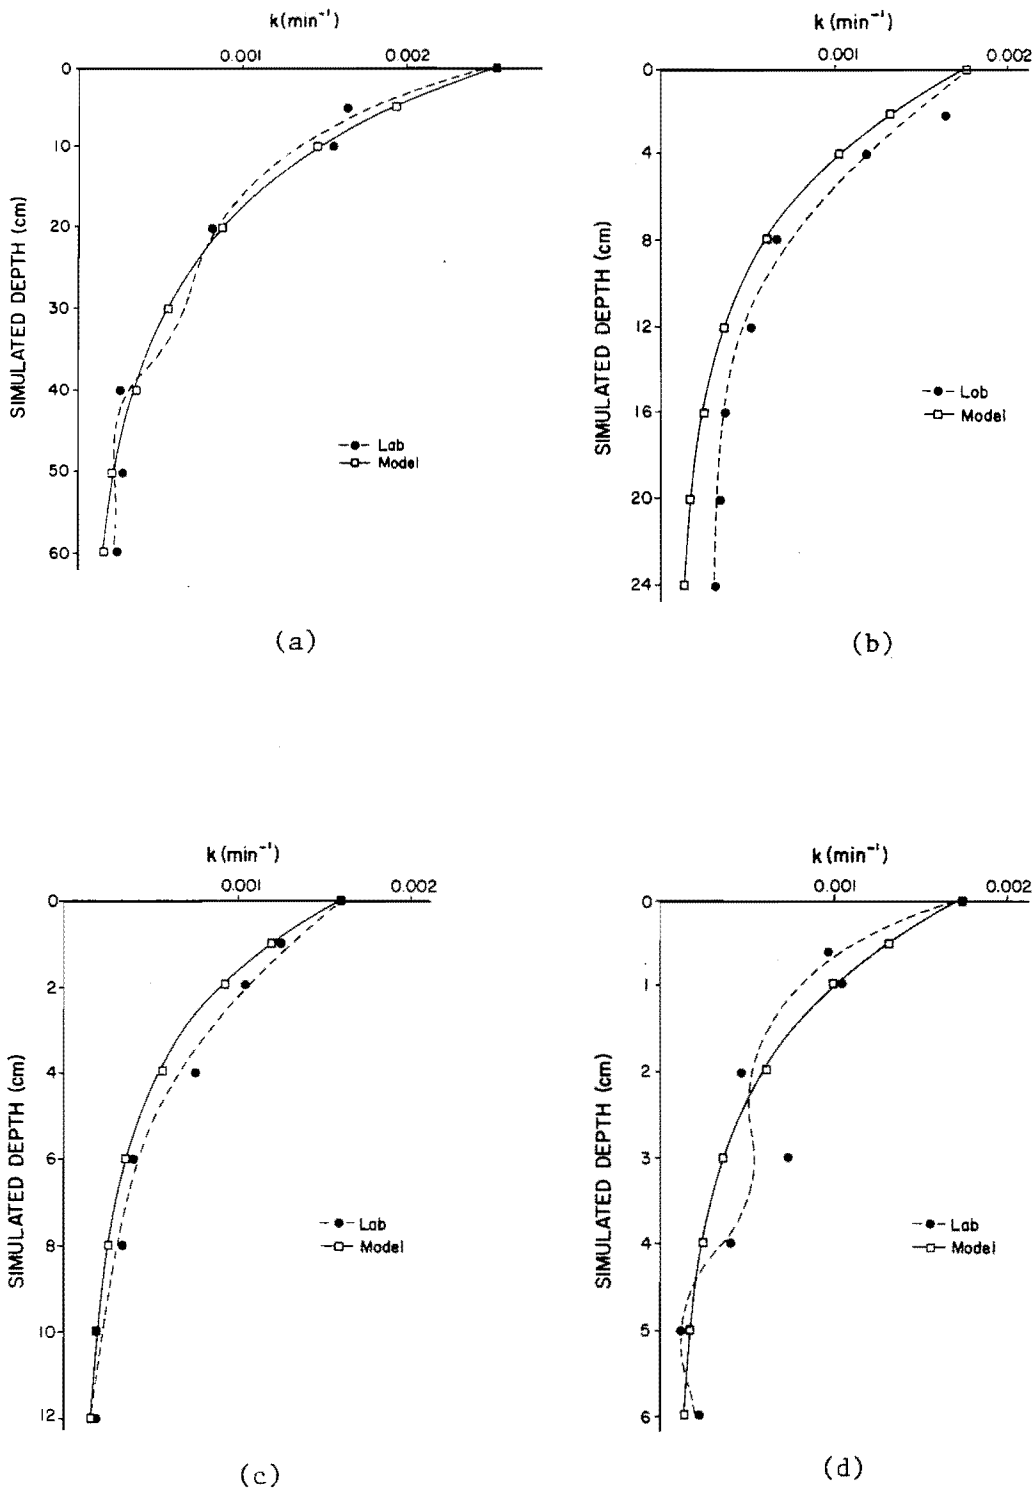 k (min⁻¹)
0.001
0.002
0
10
20
30
40
50
60
SIMULATED DEPTH (cm)
Lab
Model
(a)
k (min⁻¹)
0.001
0.002
0
4
8
12
16
20
24
SIMULATED DEPTH (cm)
Lab
Model
(b)
k (min⁻¹)
0.001
0.002
0
2
4
6
8
10
12
SIMULATED DEPTH (cm)
Lab
Model
(c)
k (min⁻¹)
0.001
0.002
0
1
2
3
4
5
6
SIMULATED DEPTH (cm)
Lab
Model
(d)